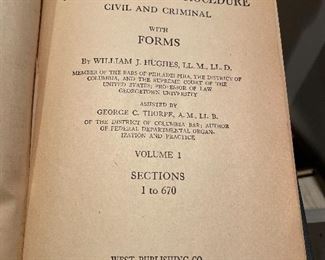 PROCEDURE
CIVIL AND CRIMINAL
WITH
FORMS
By WILLIAM J. HUGHES, LL. M., LL. D.
MEMBER OF THE BARS OF PHILADELPHIA, THE DISTRICT OF
COLUMBIA, AND THE SUPREME COURT OF THE
UNITED STATES; PROFESSOR OF LAW
GEORGETOWN UNIVERSITY
ASSISTED BY
GEORGE C. THORPE, A. M., LL. B.
OF THE DISTRICT OF COLUMBIA BAR; AUTHOR
OF FEDERAL DEPARTMENTAL ORGAN-
IZATION AND PRACTICE
VOLUME 1
SECTIONS
1 to 670
WEST PUBLISHING CO.